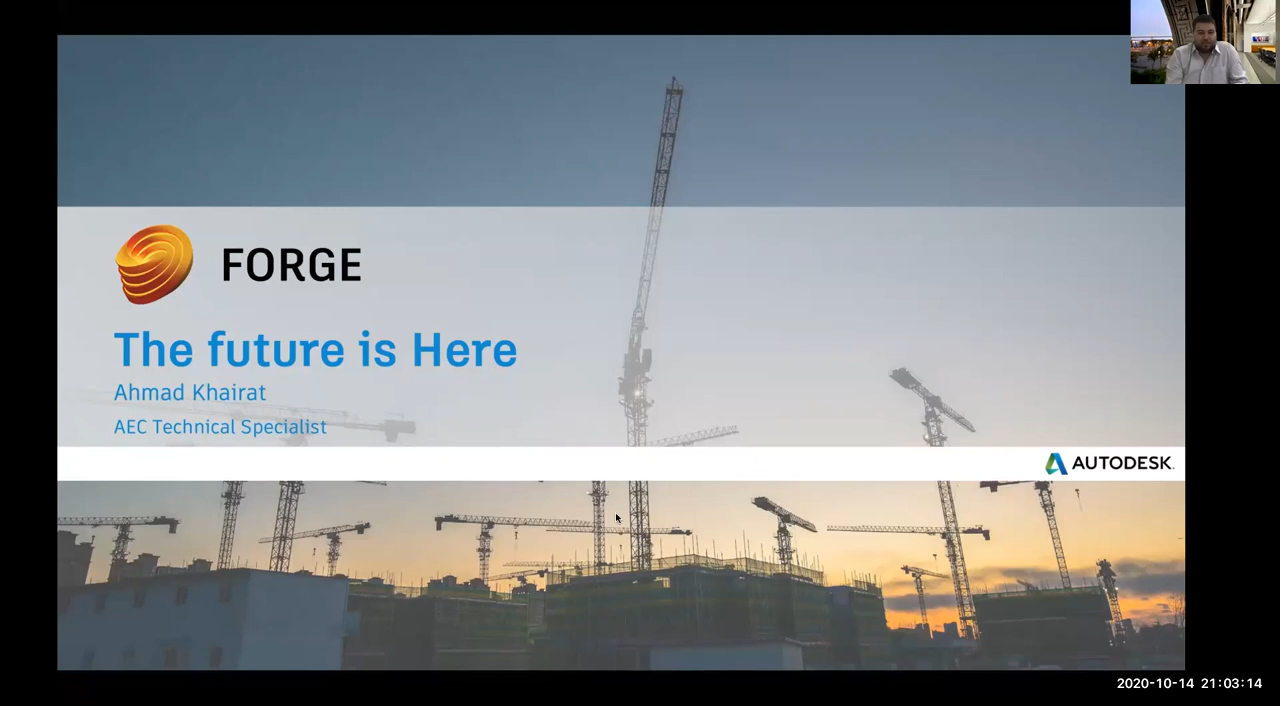 FORGE
The future is Here
Ahmad Khairat
AEC Technical Specialist
AUTODESK.
2020-10-14 21:03:14